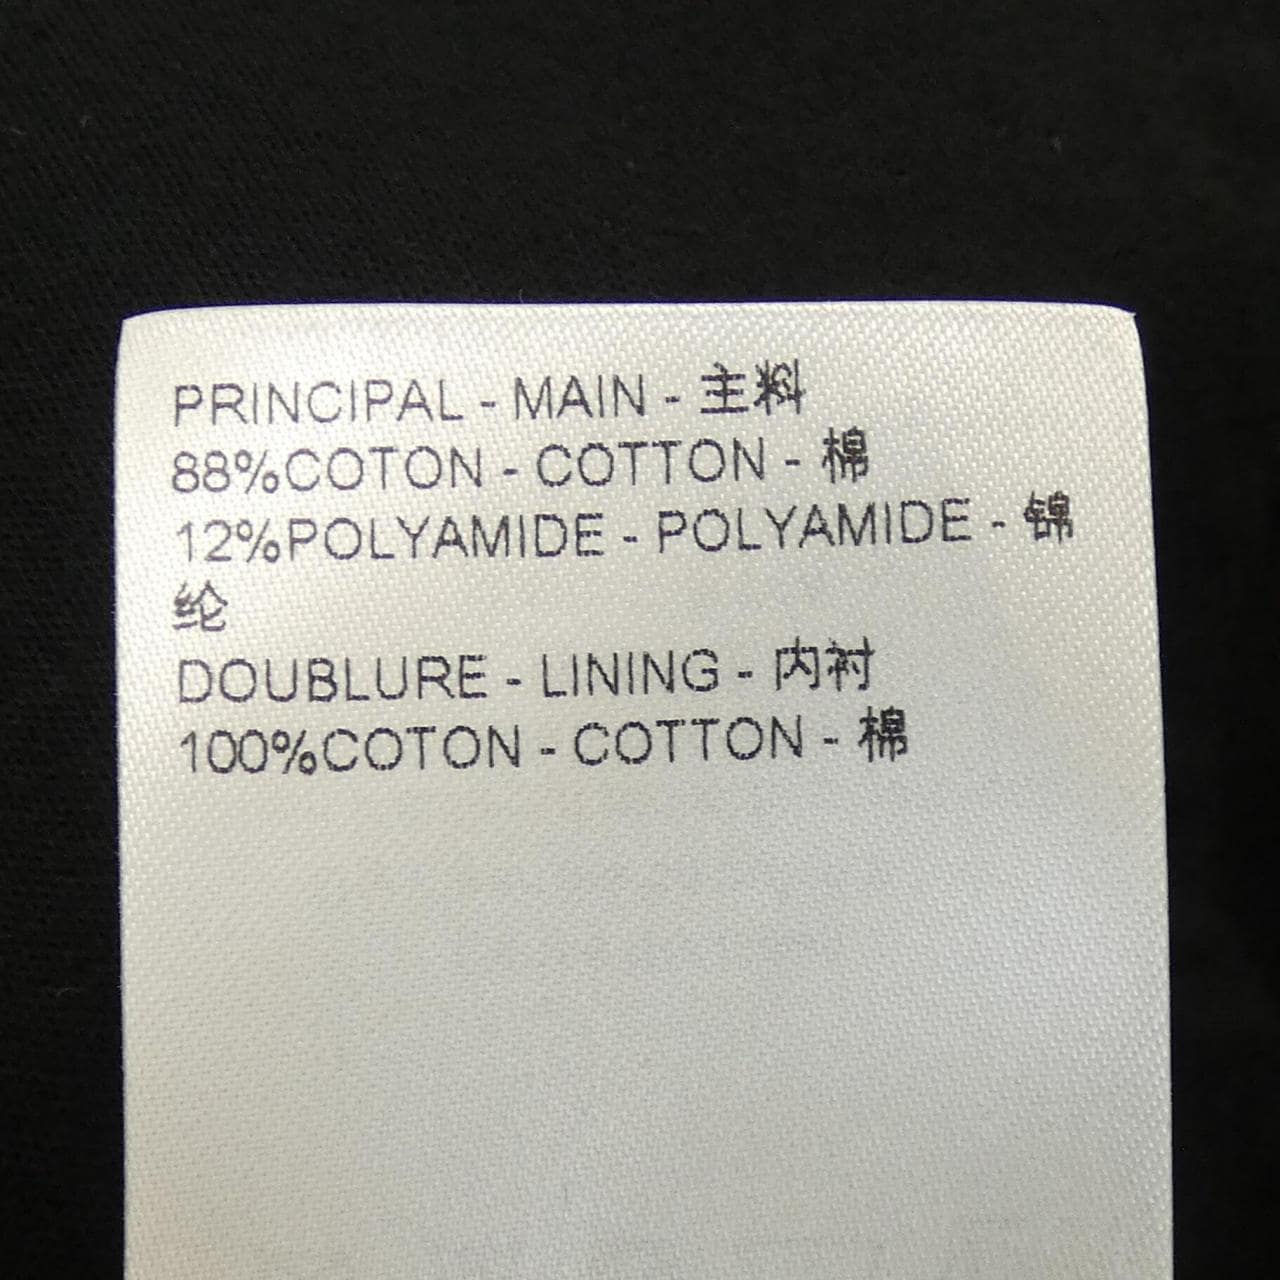 PRINCIPAL - MAIN - 主料
88%COTON - COTTON - 棉
12%POLYAMIDE - POLYAMIDE - 锦
纶
DOUBLURE - LINING - 内衬
100%COTON - COTTON - 棉